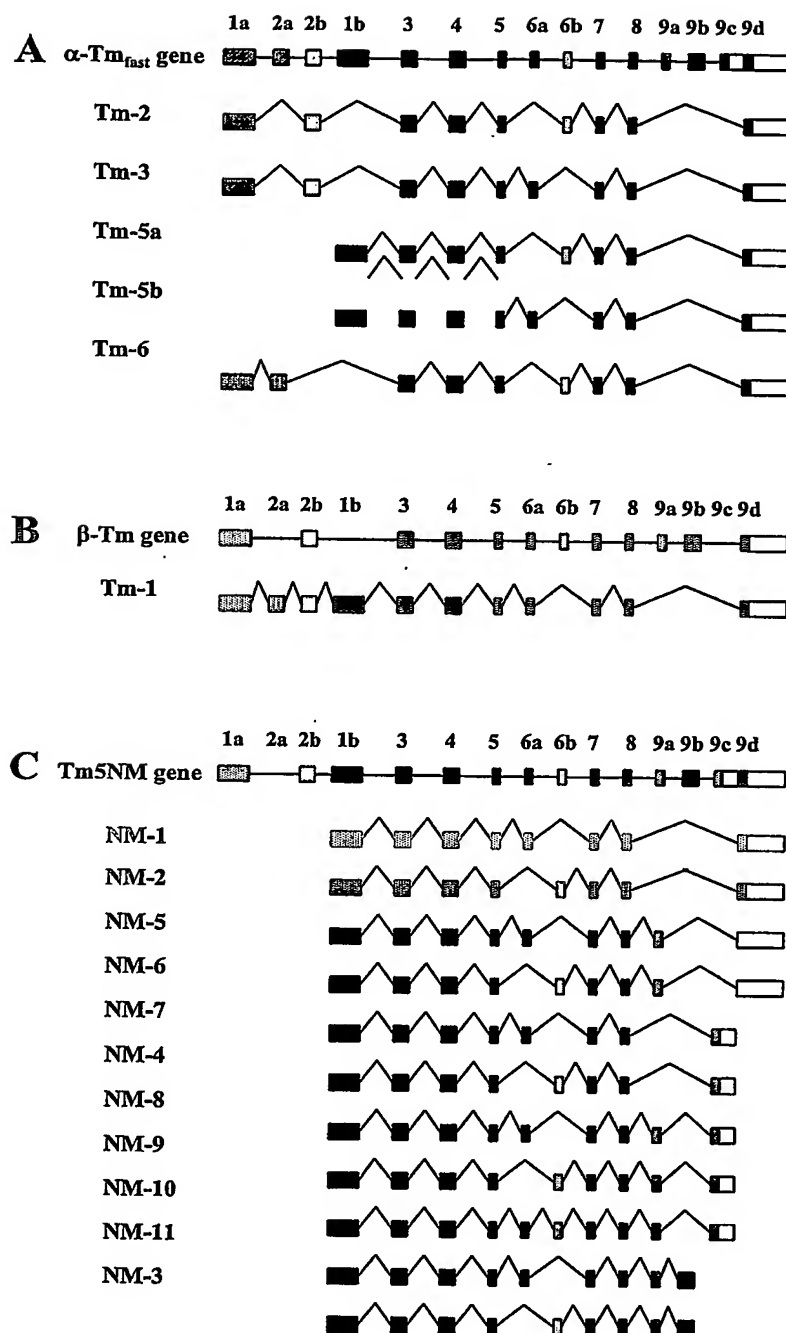 1a 2a 2b 1b 3 4 5 6a 6b 7 8 9a 9b 9c 9d
A α-Tmfast gene
Tm-2
Tm-3
Tm-5a
Tm-5b
Tm-6
1a 2a 2b 1b 3 4 5 6a 6b 7 8 9a 9b 9c 9d
B β-Tm gene
Tm-1
1a 2a 2b 1b 3 4 5 6a 6b 7 8 9a 9b 9c 9d
C Tm5NM gene
NM-1
NM-2
NM-5
NM-6
NM-7
NM-4
NM-8
NM-9
NM-10
NM-11
NM-3